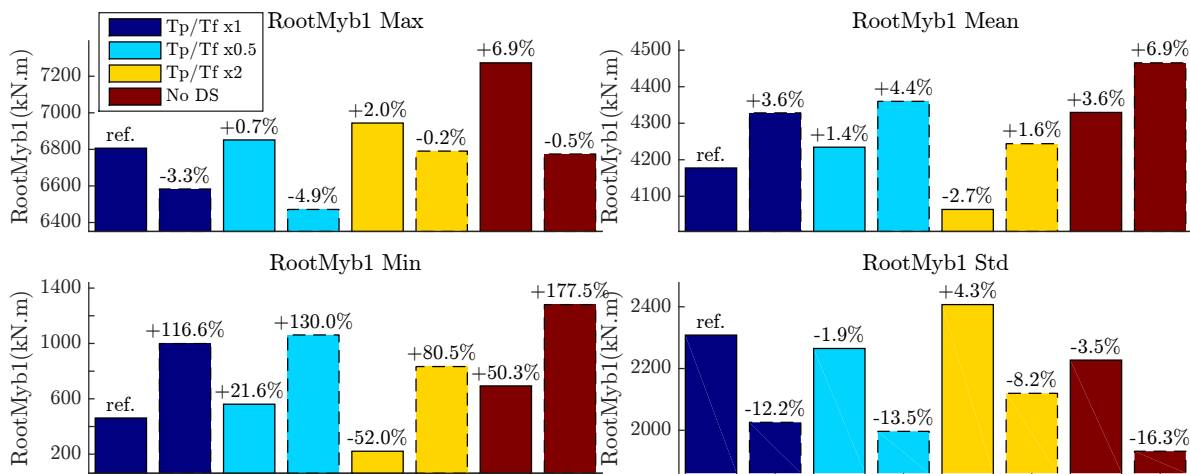 RootMyb1 Max
RootMyb1(kN.m)
7200
7000
6800
6600
6400
Tp/Tf x1
Tp/Tf x0.5
Tp/Tf x2
No DS
ref.
-3.3%
+0.7%
-4.9%
+2.0%
-0.2%
+6.9%
-0.5%
RootMyb1 Mean
RootMyb1(kN.m)
4500
4400
4300
4200
4100
ref.
+3.6%
+1.4%
+4.4%
-2.7%
+1.6%
+3.6%
+6.9%
RootMyb1 Min
RootMyb1(kN.m)
1400
1000
600
200
ref.
+116.6%
+21.6%
+130.0%
-52.0%
+80.5%
+50.3%
+177.5%
RootMyb1 Std
RootMyb1(kN.m)
2400
2200
2000
ref.
-12.2%
-1.9%
-13.5%
+4.3%
-8.2%
-3.5%
-16.3%